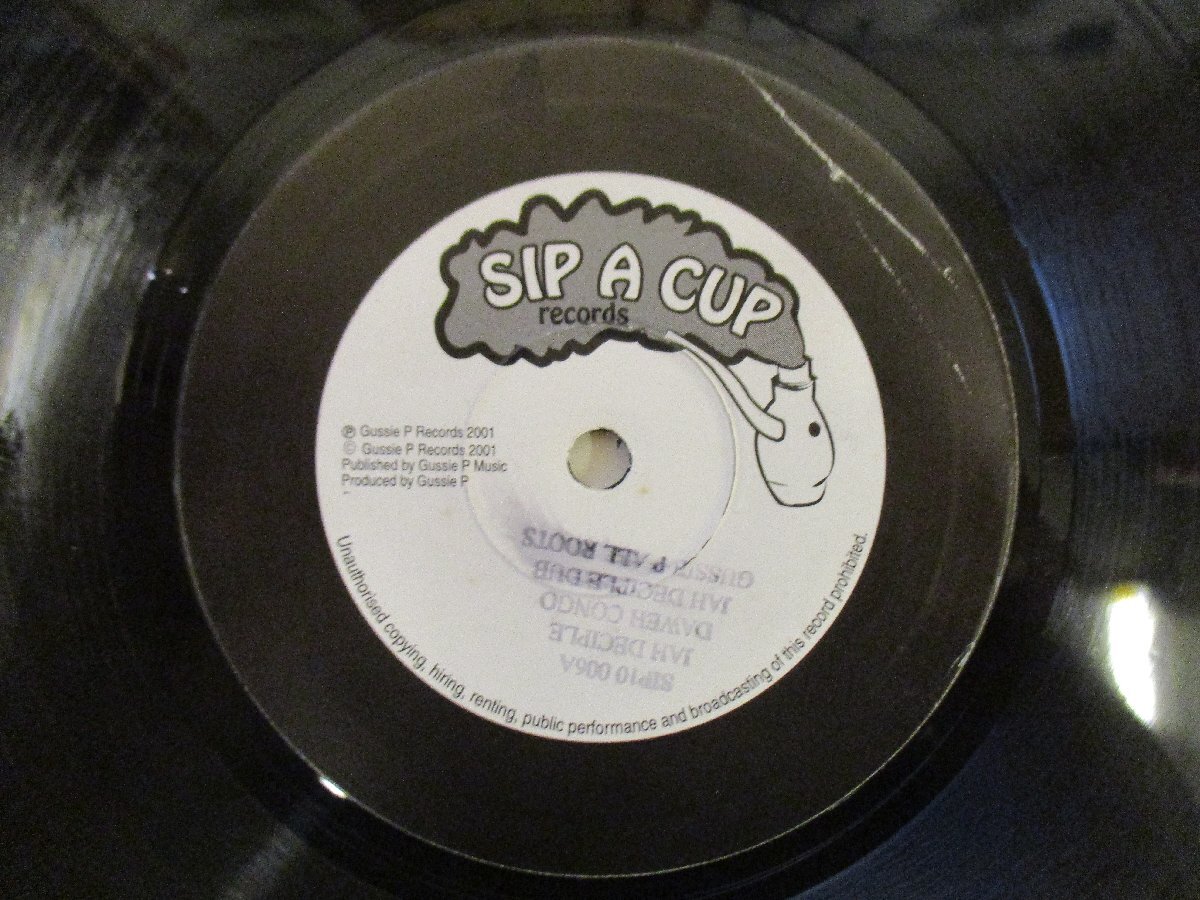 SIP A CUP
records
℗ Gussie P Records 2001
© Gussie P Records 2001
Published by Gussie P Music
Produced by Gussie P
SIP10 006A
JAH DECIPLE
DAWEH CONGO
JAH DECIPLE DUB
GUSSIE P ALL ROOTS
Unauthorised copying, hiring, renting, public performance and broadcasting of this record prohibited.